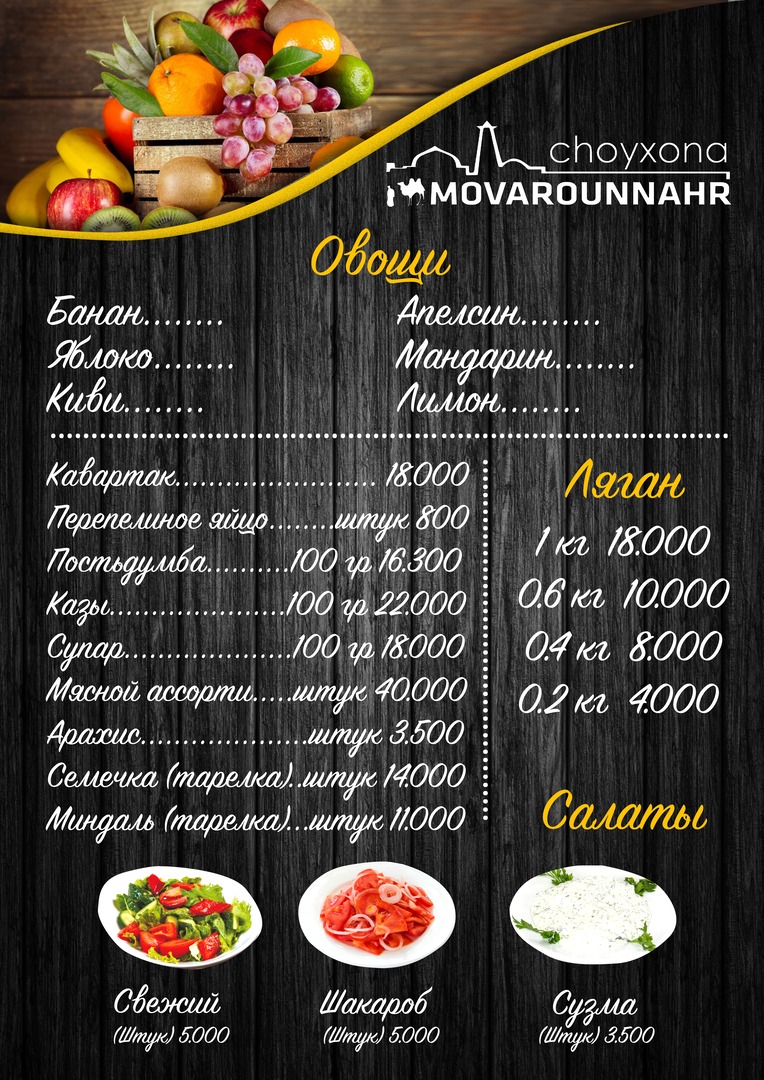 choyxona
MOVAROUNNAHR
Овощи
Банан........
Яблоко........
Киви........
Апелсин........
Мандарин........
Лимон........
Кавартак....................... 18.000
Перепелиное яйцо........штук 800
Постьдумба..........100 гр 16.300
Казы.....................100 гр 22.000
Супар....................100 гр 18.000
Мясной ассорти.....штук 40.000
Арахис....................штук 3.500
Семечка (тарелка)..штук 14.000
Миндаль (тарелка)...штук 11.000
Ляган
1 кг 18.000
0.6 кг 10.000
0.4 кг 8.000
0.2 кг 4.000
Салаты
Свежий
(Штук) 5.000
Шакароб
(Штук) 5.000
Сузма
(Штук) 3.500